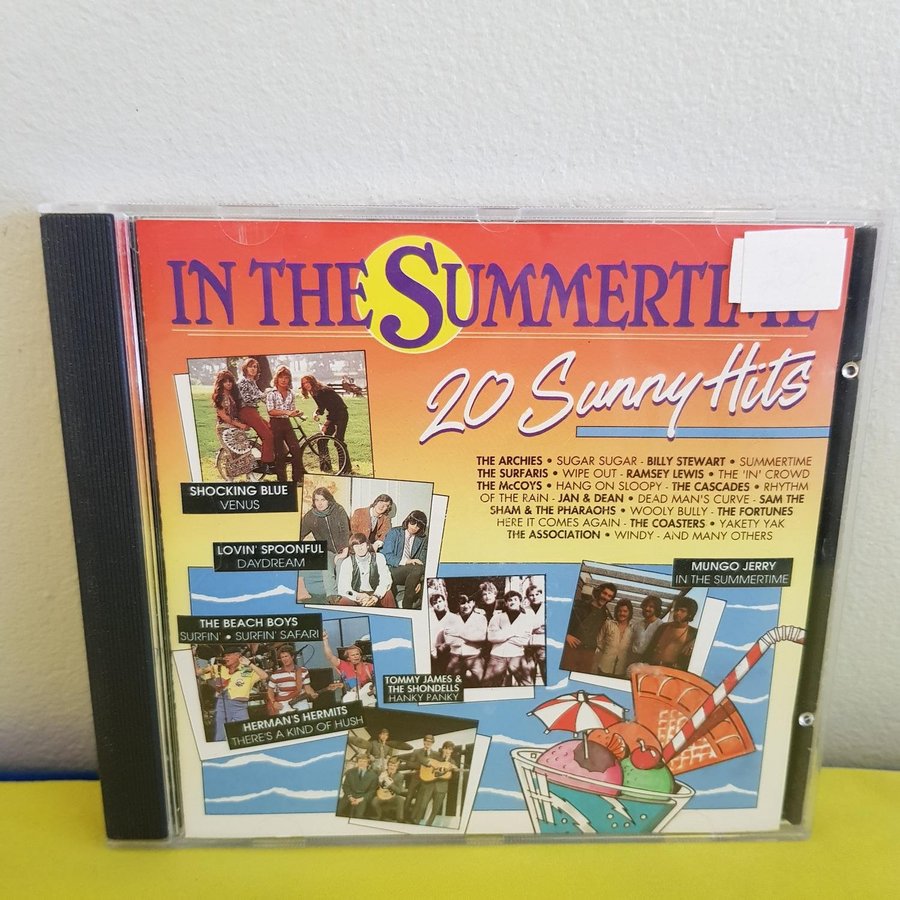 IN THE SUMMERTIME
20 Sunny Hits
THE ARCHIES • SUGAR SUGAR - BILLY STEWART • SUMMERTIME
THE SURFARIS • WIPE OUT - RAMSEY LEWIS • THE 'IN' CROWD
THE McCOYS • HANG ON SLOOPY - THE CASCADES • RHYTHM
OF THE RAIN - JAN & DEAN • DEAD MAN'S CURVE - SAM THE
SHAM & THE PHARAOHS • WOOLY BULLY - THE FORTUNES
HERE IT COMES AGAIN - THE COASTERS • YAKETY YAK
THE ASSOCIATION • WINDY - AND MANY OTHERS
SHOCKING BLUE
VENUS
LOVIN' SPOONFUL
DAYDREAM
MUNGO JERRY
IN THE SUMMERTIME
THE BEACH BOYS
SURFIN' • SURFIN' SAFARI
TOMMY JAMES &
THE SHONDELLS
HANKY PANKY
HERMAN'S HERMITS
THERE'S A KIND OF HUSH